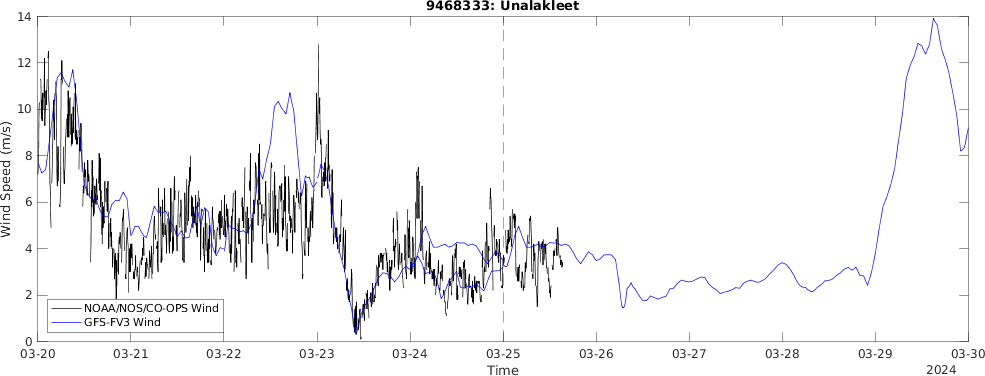 9468333: Unalakleet
Wind Speed (m/s)
14
12
10
8
6
4
2
0
NOAA/NOS/CO-OPS Wind
GFS-FV3 Wind
03-20 03-21 03-22 03-23 03-24 03-25 03-26 03-27 03-28 03-29 03-30
Time
2024